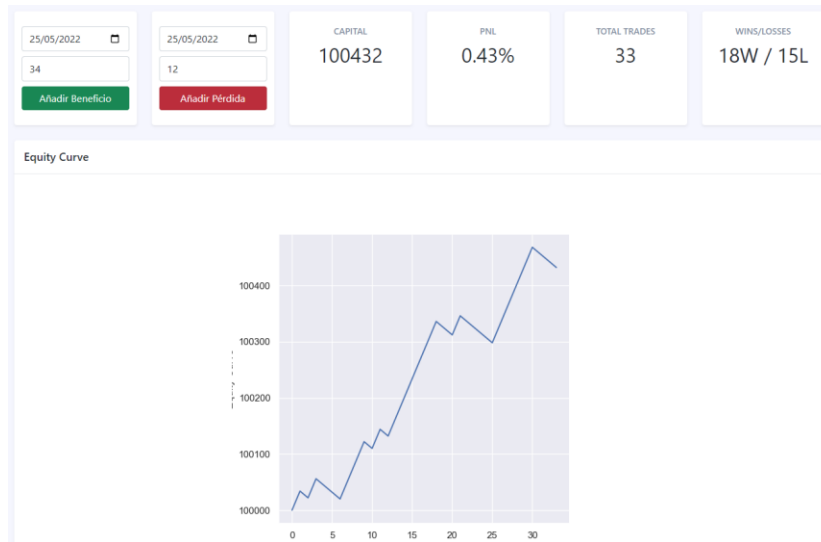 25/05/2022
34
Añadir Beneficio
25/05/2022
12
Añadir Pérdida
CAPITAL
100432
PNL
0.43%
TOTAL TRADES
33
WINS/LOSSES
18W / 15L
Equity Curve
100400
100300
100200
100100
100000
0 5 10 15 20 25 30